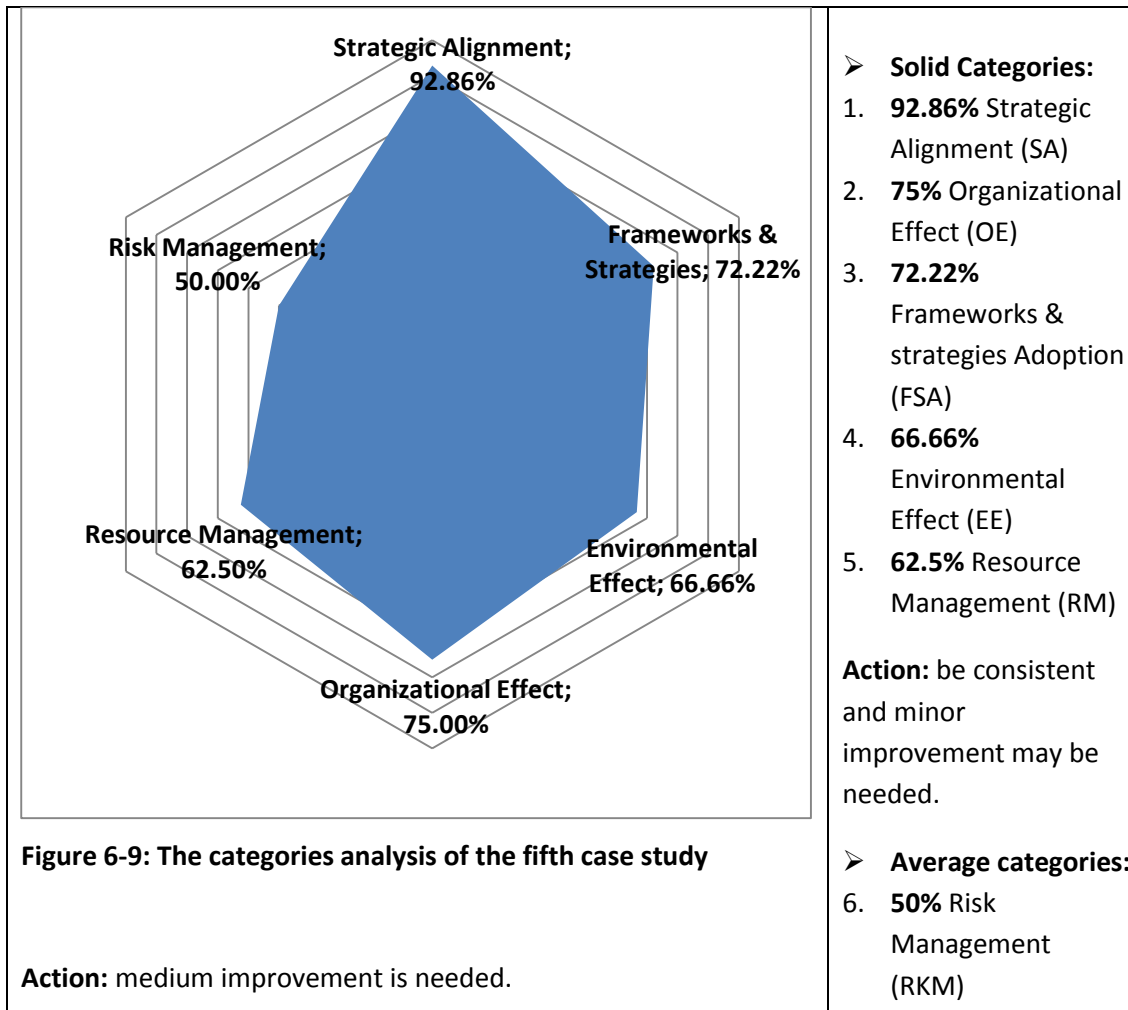 Strategic Alignment;
92.86%
Frameworks &
Strategies; 72.22%
Environmental
Effect; 66.66%
Organizational Effect;
75.00%
Resource Management;
62.50%
Risk Management;
50.00%
Figure 6-9: The categories analysis of the fifth case study
Action: medium improvement is needed.
➢ Solid Categories:
1. 92.86% Strategic
Alignment (SA)
2. 75% Organizational
Effect (OE)
3. 72.22%
Frameworks &
strategies Adoption
(FSA)
4. 66.66%
Environmental
Effect (EE)
5. 62.5% Resource
Management (RM)
Action: be consistent
and minor
improvement may be
needed.
➢ Average categories:
6. 50% Risk
Management
(RKM)